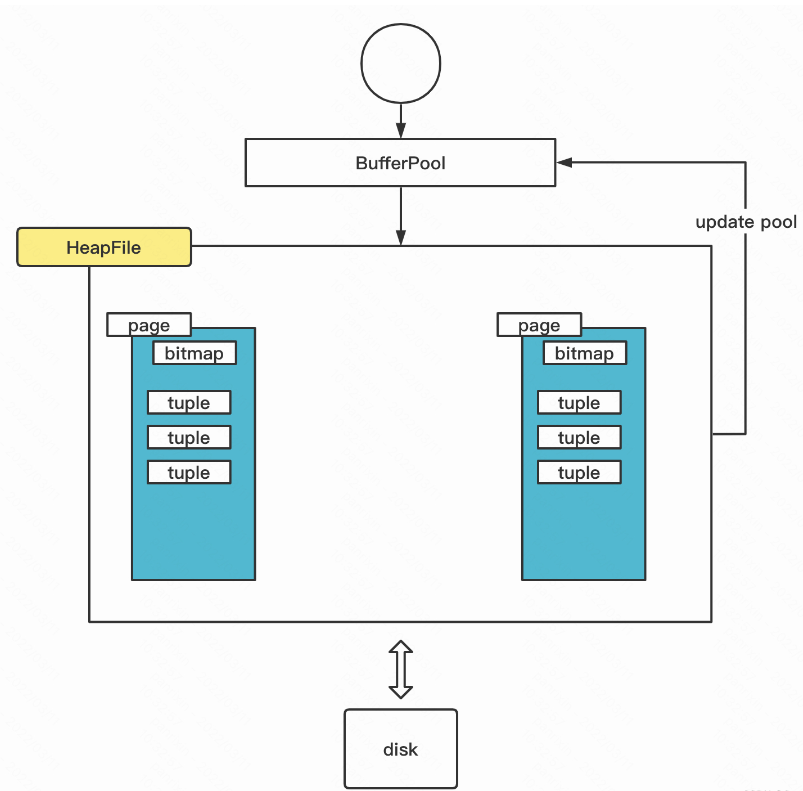 BufferPool
update pool
HeapFile
page
bitmap
tuple
tuple
tuple
page
bitmap
tuple
tuple
tuple
disk